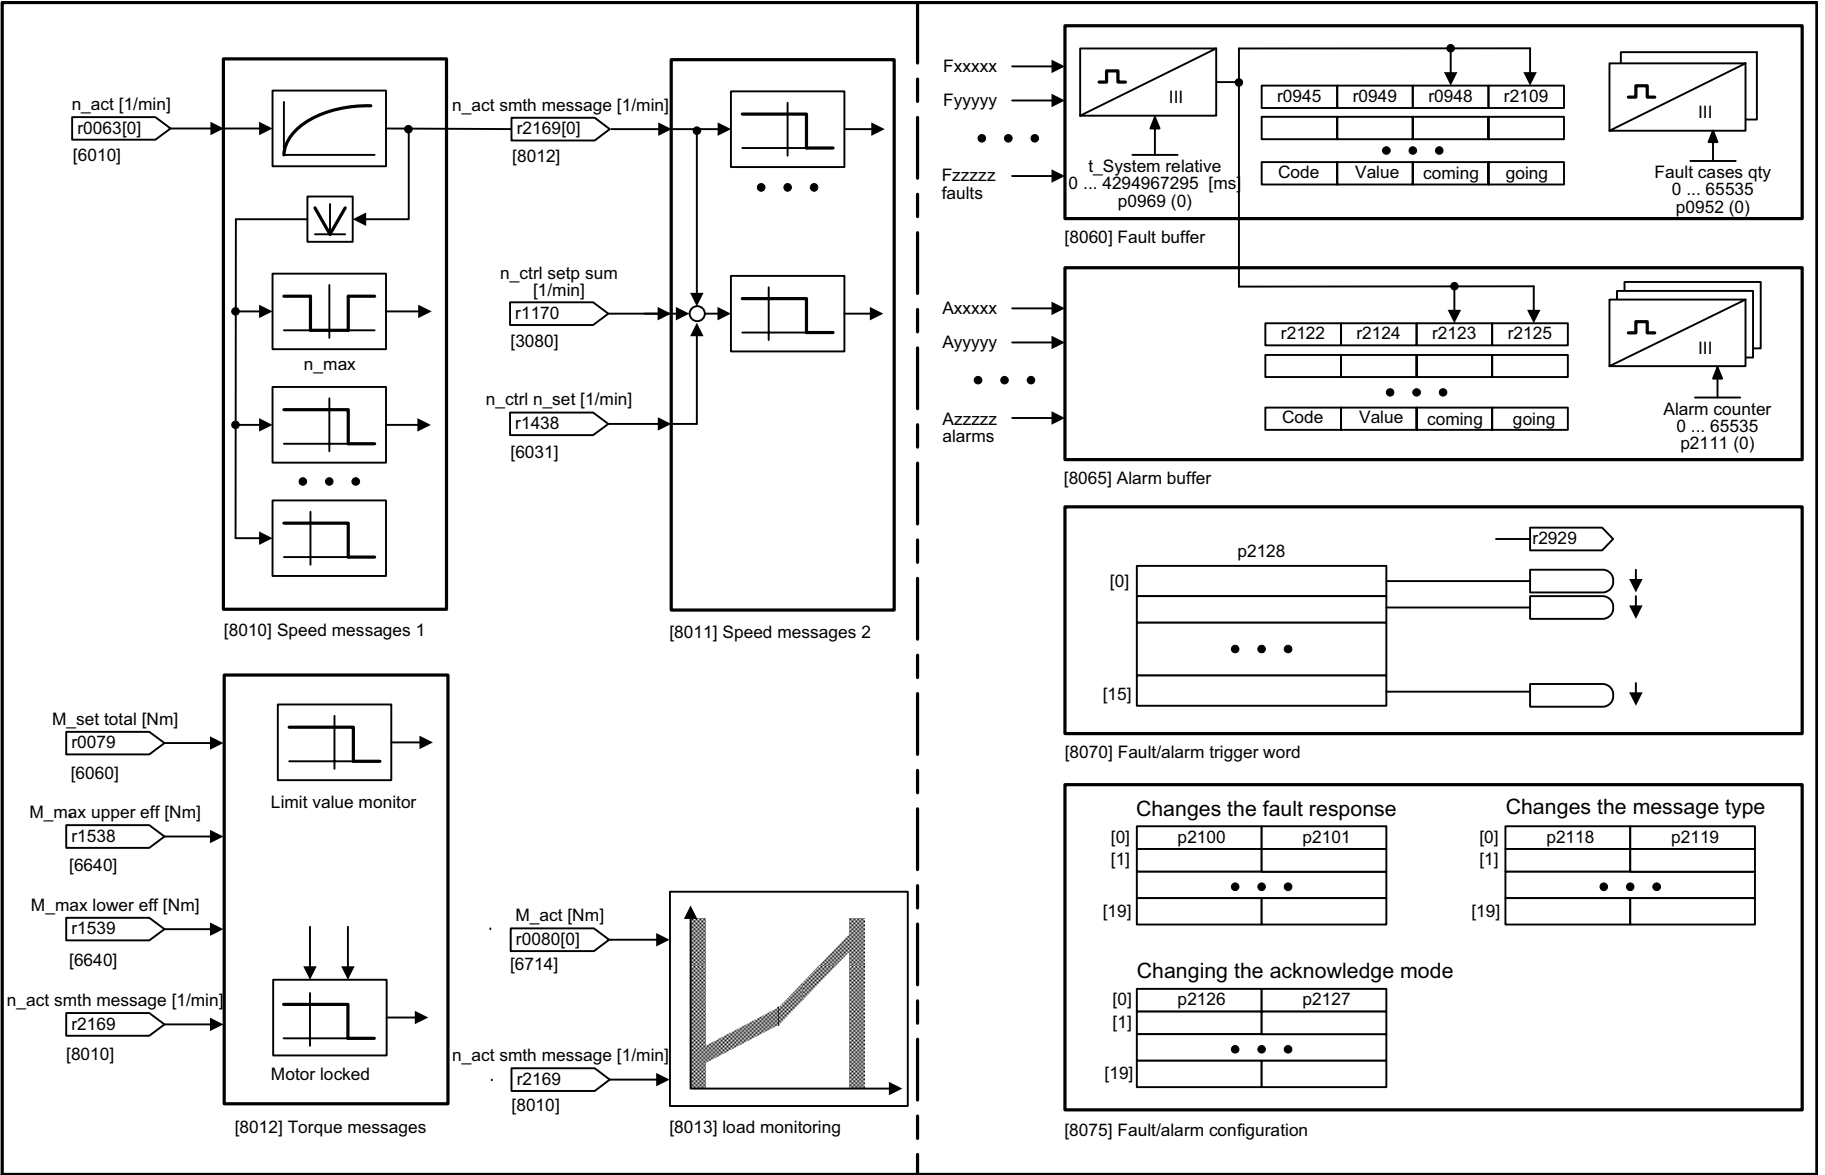 n_act [1/min]
r0063[0]
[6010]
n_max
[8010] Speed messages 1
n_act smth message [1/min]
r2169[0]
[8012]
n_ctrl setp sum
[1/min]
r1170
[3080]
n_ctrl n_set [1/min]
r1438
[6031]
[8011] Speed messages 2
M_set total [Nm]
r0079
[6060]
M_max upper eff [Nm]
r1538
[6640]
M_max lower eff [Nm]
r1539
[6640]
n_act smth message [1/min]
r2169
[8010]
Limit value monitor
Motor locked
[8012] Torque messages
M_act [Nm]
r0080[0]
[6714]
n_act smth message [1/min]
r2169
[8010]
[8013] load monitoring
Fxxxxx
Fyyyyy
Fzzzzz
faults
III
t_System relative
0 ... 4294967295 [ms]
p0969 (0)
r0945 r0949 r0948 r2109
Code Value coming going
III
Fault cases qty
0 ... 65535
p0952 (0)
[8060] Fault buffer
Axxxxx
Ayyyyy
Azzzzz
alarms
r2122 r2124 r2123 r2125
Code Value coming going
III
Alarm counter
0 ... 65535
p2111 (0)
[8065] Alarm buffer
p2128
r2929
[0]
[15]
[8070] Fault/alarm trigger word
Changes the fault response
[0] p2100 p2101
[1]
[19]
Changes the message type
[0] p2118 p2119
[1]
[19]
Changing the acknowledge mode
[0] p2126 p2127
[1]
[19]
[8075] Fault/alarm configuration